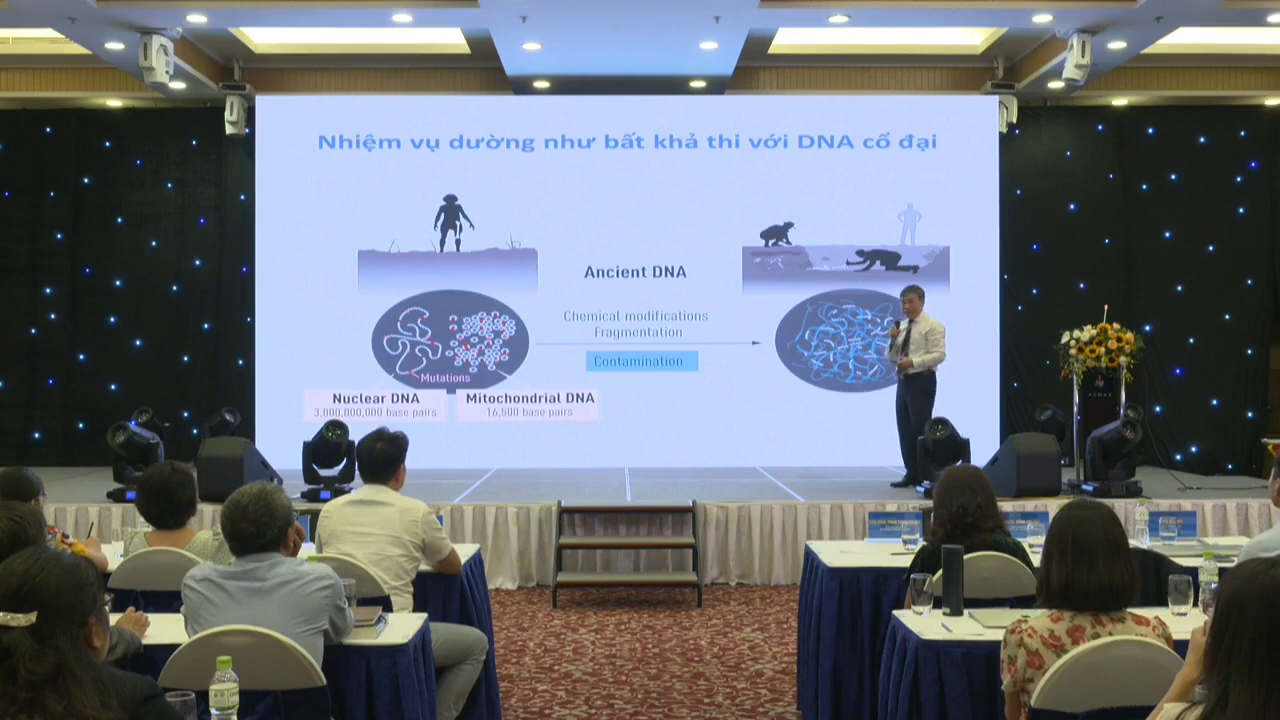 Nhiệm vụ dường như bất khả thi với DNA cổ đại
Ancient DNA
Chemical modifications
Fragmentation
Contamination
Mutations
Nuclear DNA
3,000,000,000 base pairs
Mitochondrial DNA
16,500 base pairs